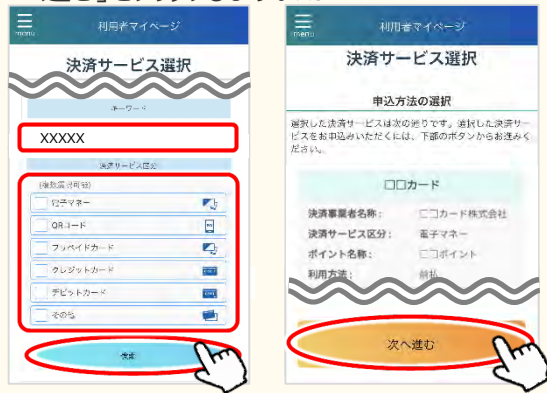 menu
利用者マイページ
決済サービス選択
キーワード
XXXXX
決済サービス区分
(複数選択可能)
電子マネー
QRコード
プリペイドカード
クレジットカード
デビットカード
その他
検索
menu
利用者マイページ
決済サービス選択
申込方法の選択
選択した決済サービスは次の通りです。選択した決済サー
ビスをお申込みいただくには、下部のボタンからお進みく
ださい。
□□カード
決済事業者名称： □□カード株式会社
決済サービス区分： 電子マネー
ポイント名称： □□ポイント
利用方法： 前払
次へ進む